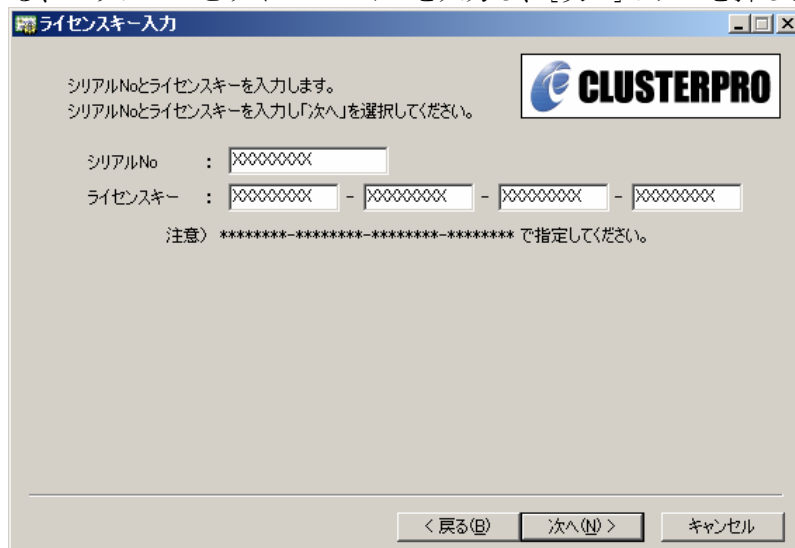 ライセンスキー入力
CLUSTERPRO
シリアルNoとライセンスキーを入力します。
シリアルNoとライセンスキーを入力し「次へ」を選択してください。
シリアルNo : XXXXXXXX
ライセンスキー : XXXXXXXX - XXXXXXXX - XXXXXXXX - XXXXXXXX
注意) ********-********-********-******** で指定してください。
< 戻る(B) 次へ(N) > キャンセル